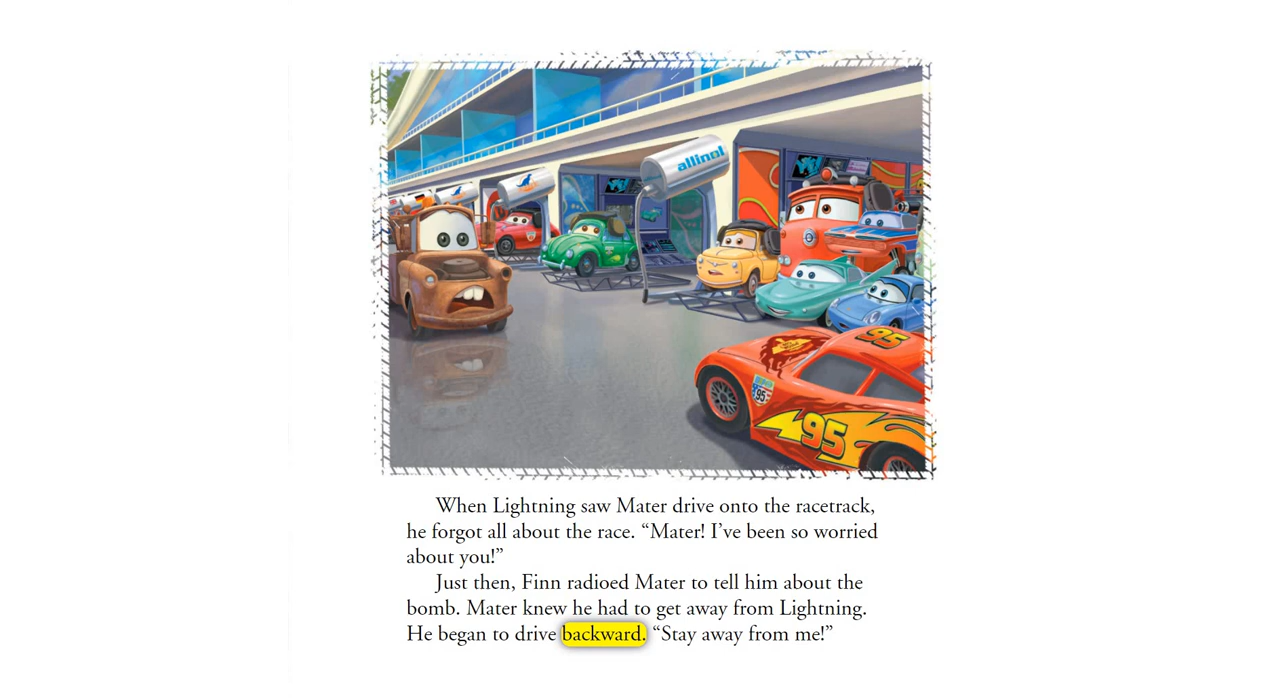 allinol
95
95
95
When Lightning saw Mater drive onto the racetrack,
he forgot all about the race. “Mater! I’ve been so worried
about you!”
Just then, Finn radioed Mater to tell him about the
bomb. Mater knew he had to get away from Lightning.
He began to drive backward. “Stay away from me!”